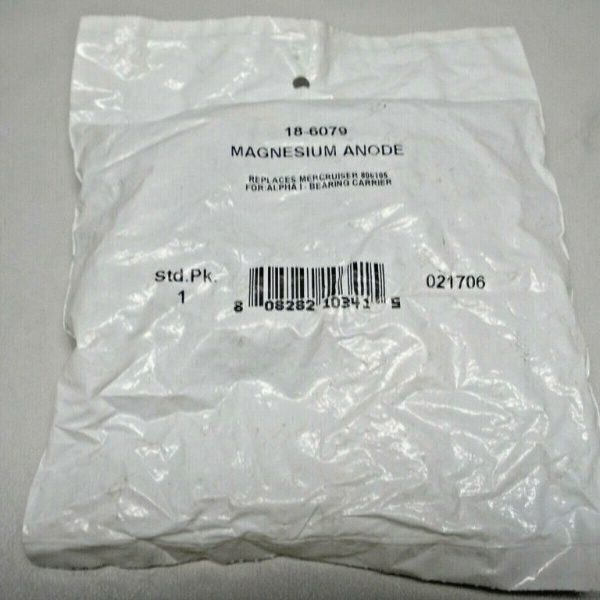 18-6079
MAGNESIUM ANODE
REPLACES MERCRUISER 806105
FOR ALPHA I - BEARING CARRIER
Std.Pk.
1
8 08282 10341 5
021706